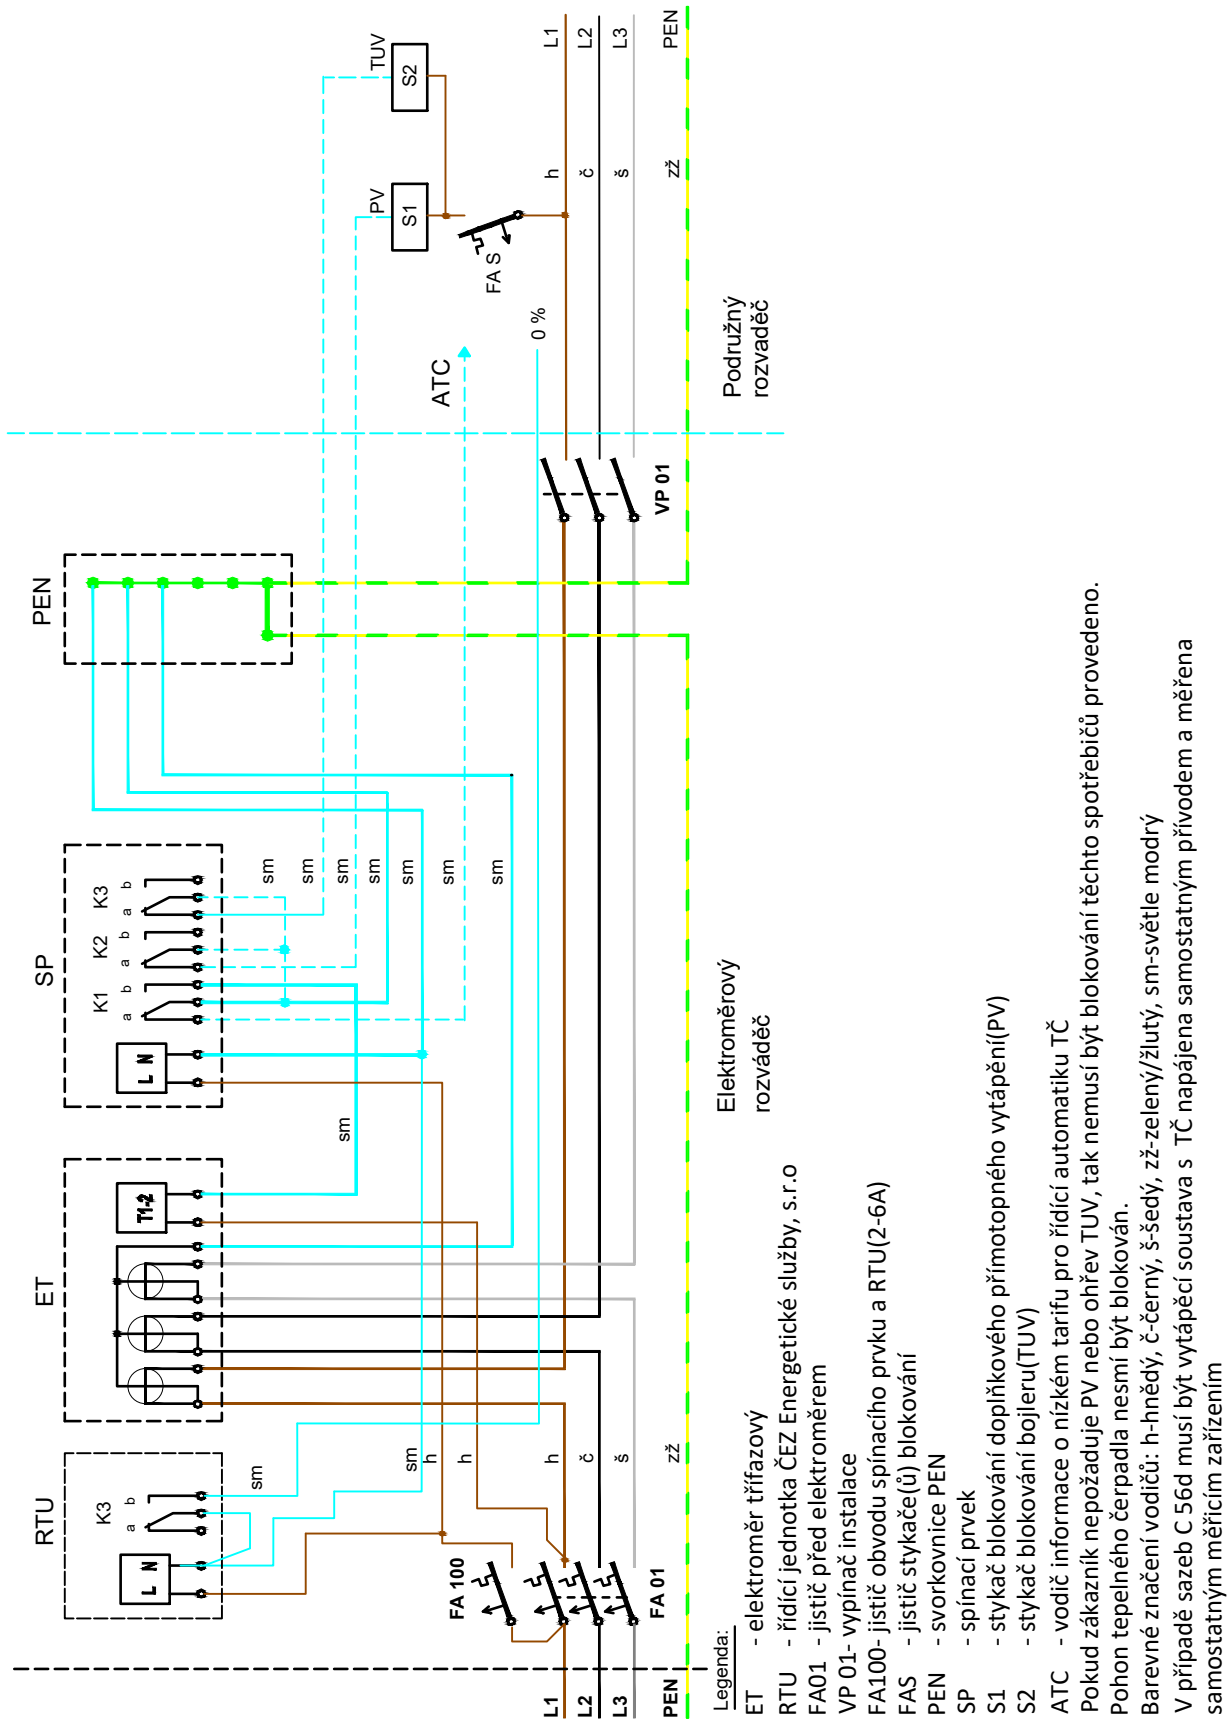 RTU
ET
SP
PEN
TUV
K3
a b
L N
T1-2
L N
K1
a b
K2
a b
K3
a b
S2
PV
S1
ATC
FA S
0 %
sm
sm
sm
sm
sm
sm
sm
sm
sm
sm
h
h
FA 100
FA 01
VP 01
L1
L2
L3
PEN
h
č
š
zž
h
č
š
zž
L1
L2
L3
PEN
Elektroměrový
rozváděč
Podružný
rozvaděč
Legenda:
ET - elektroměr třífazový
RTU - řídící jednotka ČEZ Energetické služby, s.r.o
FA01 - jistič před elektroměrem
VP 01- vypínač instalace
FA100- jistič obvodu spínacího prvku a RTU(2-6A)
FAS - jistič stykače(ů) blokování
PEN - svorkovnice PEN
SP - spínací prvek
S1 - stykač blokování doplňkového přímotopného vytápění(PV)
S2 - stykač blokování bojleru(TUV)
ATC - vodič informace o nízkém tarifu pro řídící automatiku TČ
Pokud zákazník nepožaduje PV nebo ohřev TUV, tak nemusí být blokování těchto spotřebičů provedeno.
Pohon tepelného čerpadla nesmí být blokován.
Barevné značení vodičů: h-hnědý, č-černý, š-šedý, zž-zelený/žlutý, sm-světle modrý
V případě sazeb C 56d musí být vytápěcí soustava s TČ napájena samostatným přívodem a měřena
samostatným měřicím zařízením